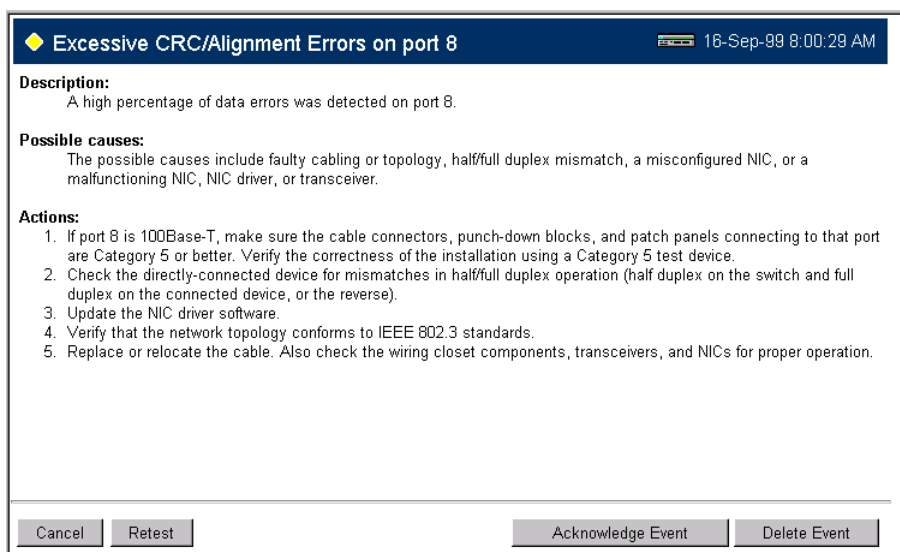 Excessive CRC/Alignment Errors on port 8
16-Sep-99 8:00:29 AM
Description:
A high percentage of data errors was detected on port 8.
Possible causes:
The possible causes include faulty cabling or topology, half/full duplex mismatch, a misconfigured NIC, or a
malfunctioning NIC, NIC driver, or transceiver.
Actions:
1. If port 8 is 100Base-T, make sure the cable connectors, punch-down blocks, and patch panels connecting to that port
are Category 5 or better. Verify the correctness of the installation using a Category 5 test device.
2. Check the directly-connected device for mismatches in half/full duplex operation (half duplex on the switch and full
duplex on the connected device, or the reverse).
3. Update the NIC driver software.
4. Verify that the network topology conforms to IEEE 802.3 standards.
5. Replace or relocate the cable. Also check the wiring closet components, transceivers, and NICs for proper operation.
Cancel
Retest
Acknowledge Event
Delete Event